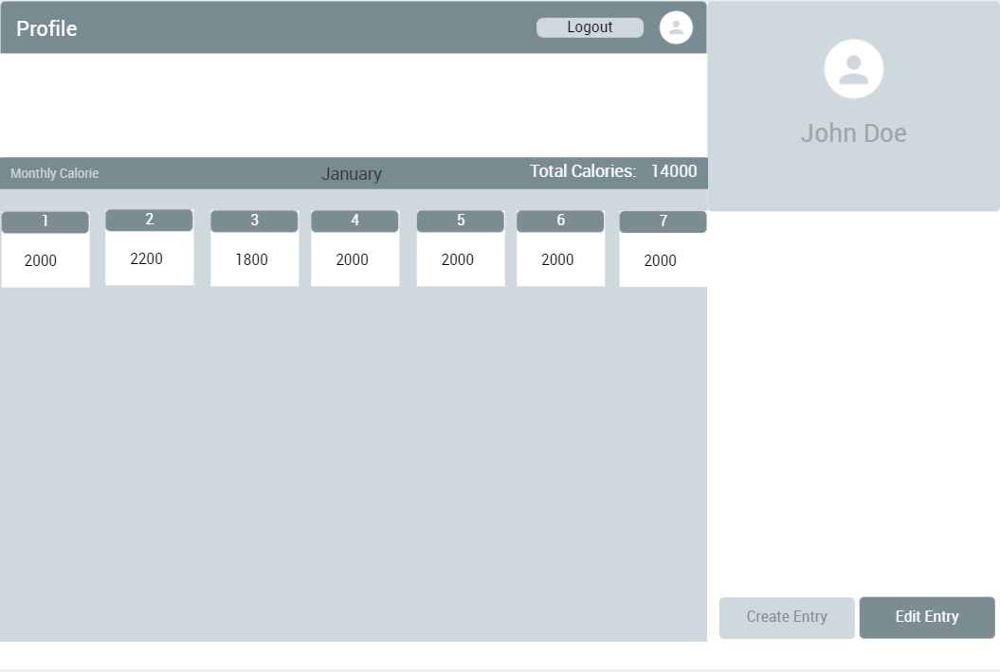 Profile
Logout
John Doe
Monthly Calorie
January
Total Calories: 14000
1 2 3 4 5 6 7
2000 2200 1800 2000 2000 2000 2000
Create Entry
Edit Entry